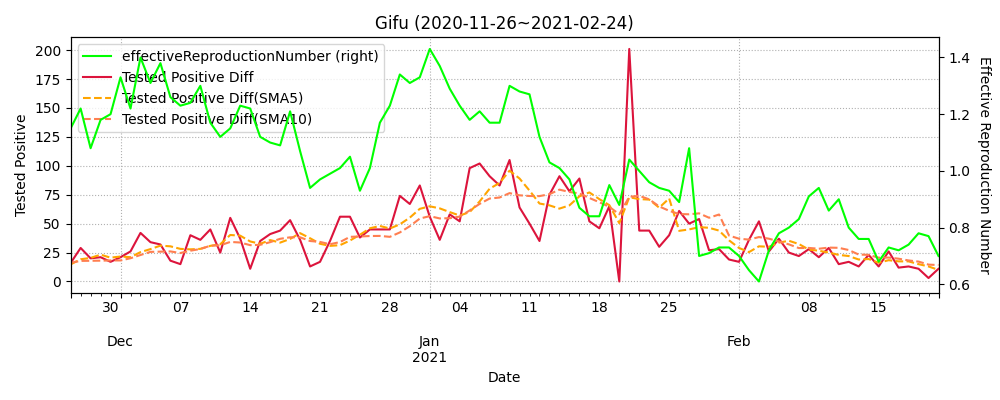 Gifu (2020-11-26~2021-02-24)
effectiveReproductionNumber (right)
Tested Positive Diff
Tested Positive Diff(SMA5)
Tested Positive Diff(SMA10)
Tested Positive
200
175
150
125
100
75
50
25
0
1.4
1.2
1.0
0.8
0.6
Effective Reproduction Number
30 07 14 21 28 04 11 18 25 08 15
Dec Jan Feb
2021
Date